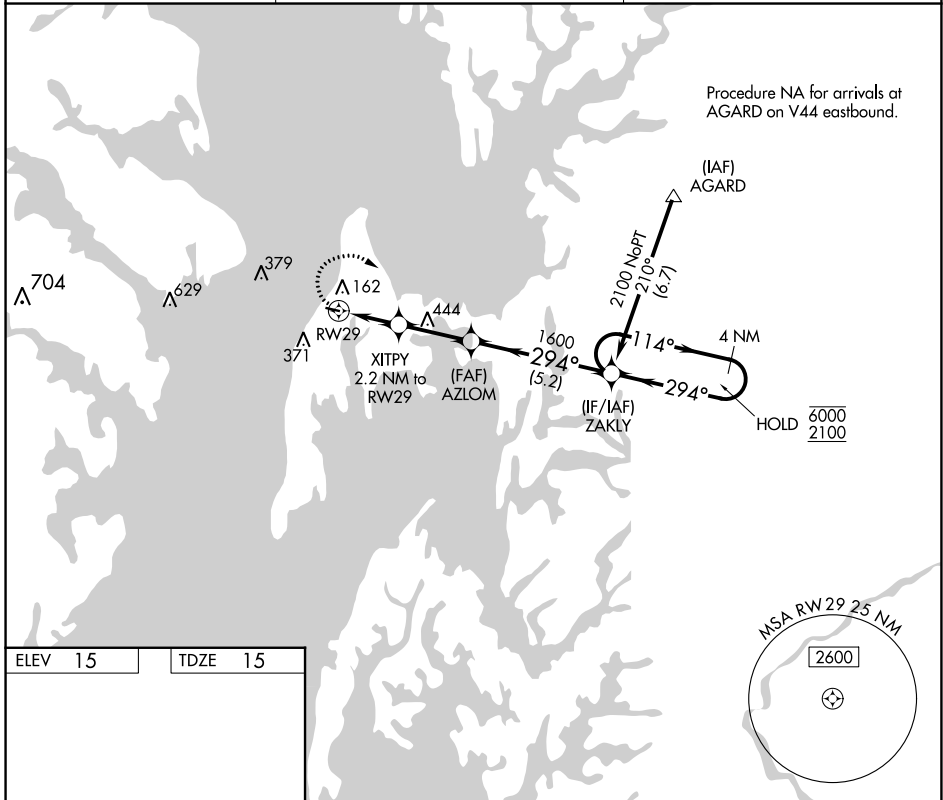 Procedure NA for arrivals at
AGARD on V44 eastbound.
(IAF)
AGARD
2100 NoPT
210°
(6.7)
704
629
379
162
371
RW29
444
XITPY
2.2 NM to
RW29
(FAF)
AZLOM
1600
294°
(5.2)
114°
4 NM
294°
(IF/IAF)
ZAKLY
HOLD
6000
2100
MSA RW29 25 NM
2600
ELEV 15
TDZE 15